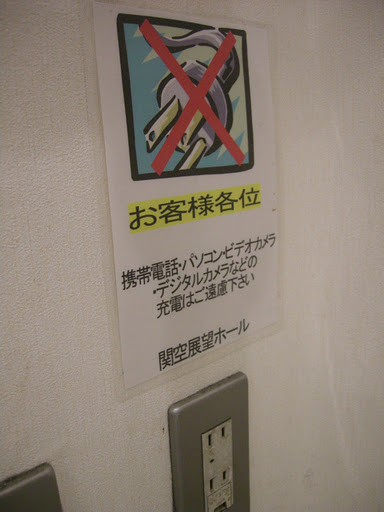 お客様各位
携帯電話・パソコン・ビデオカメラ
・デジタルカメラなどの
充電はご遠慮下さい
関空展望ホール